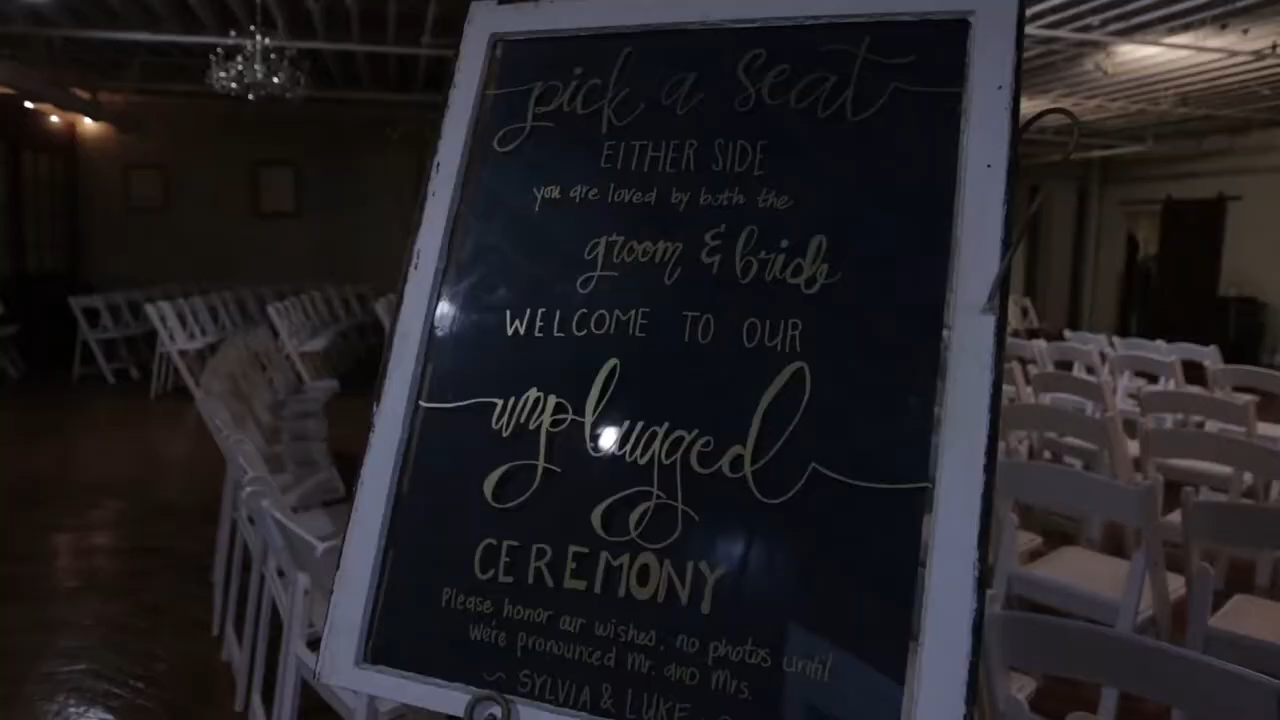 pick a seat
EITHER SIDE
you are loved by both the
groom & bride
WELCOME TO OUR
unplugged
CEREMONY
Please honor our wishes, no photos until
we're pronounced Mr. and Mrs.
~ SYLVIA & LUKE